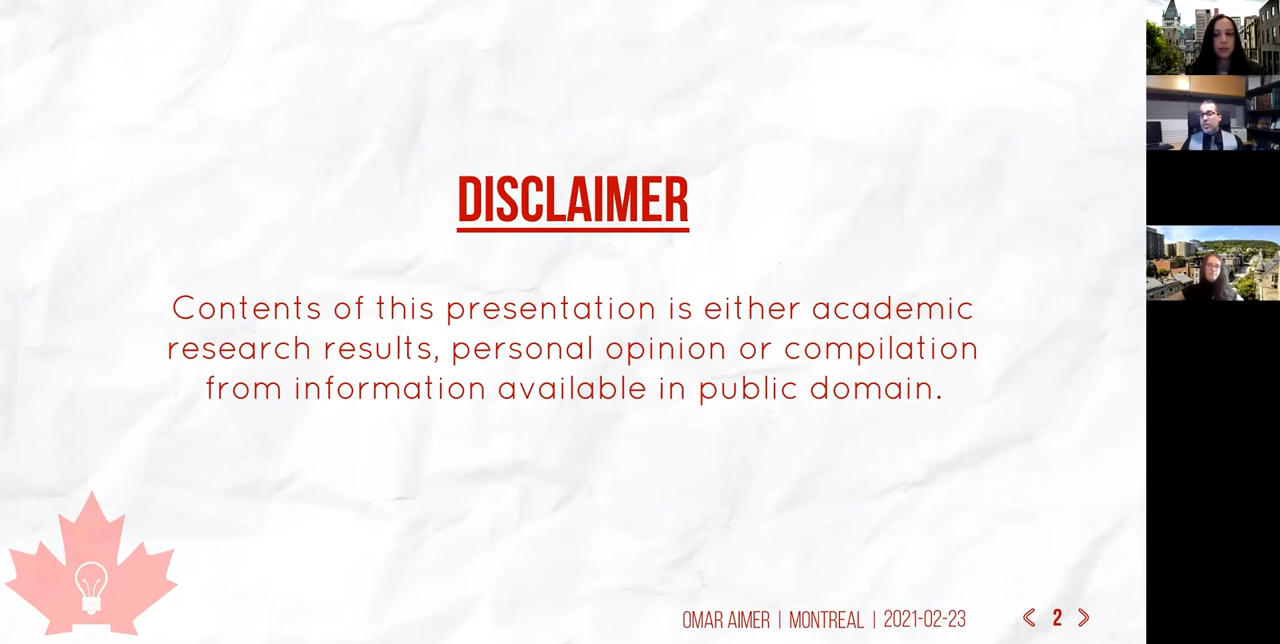 DISCLAIMER
Contents of this presentation is either academic
research results, personal opinion or compilation
from information available in public domain.
OMAR AIMER | MONTREAL | 2021-02-23
2